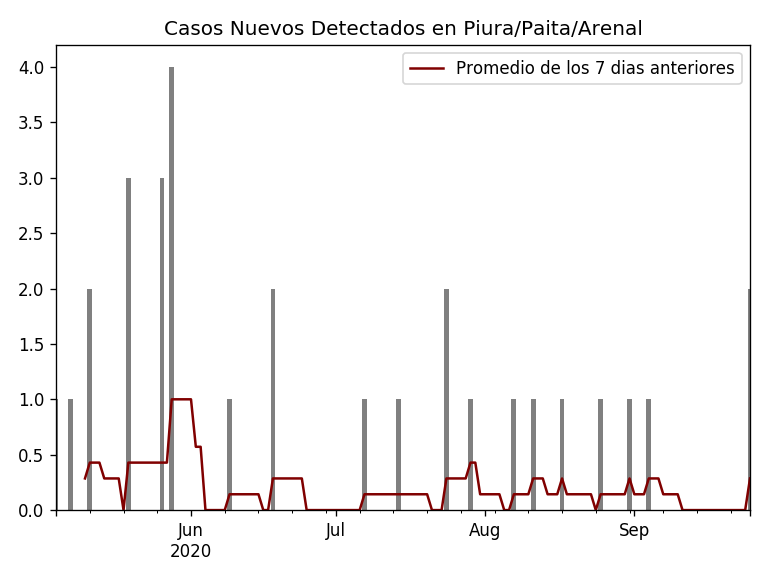 Casos Nuevos Detectados en Piura/Paita/Arenal
Promedio de los 7 dias anteriores
4.0
3.5
3.0
2.5
2.0
1.5
1.0
0.5
0.0
Jun
2020
Jul
Aug
Sep